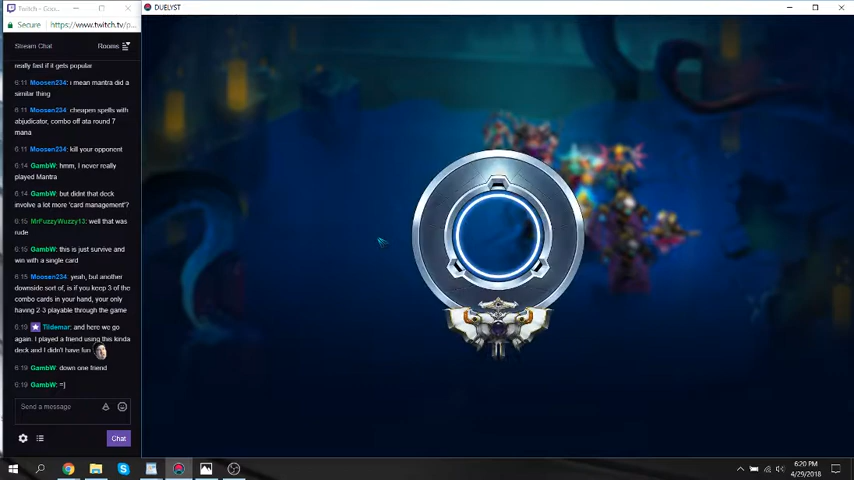 Twitch - Goo...
Secure
https://www.twitch.tv/p...
DUELYST
Stream Chat
Rooms
really fast if it gets popular
6:11 Moosen234: i mean mantra did a
similar thing
6:11 Moosen234: cheapen spells with
abjudicator, combo off ata round 7
mana
6:11 Moosen234: kill your opponent
6:14 GambW: hmm, I never really
played Mantra
6:14 GambW: but didnt that deck
involve a lot more 'card management'?
6:15 MrFuzzyWuzzy13: well that was
rude
6:15 GambW: this is just survive and
win with a single card
6:15 Moosen234: yeah, but another
downside sort of, is if you keep 3 of the
combo cards in your hand, your only
having 2-3 playable through the game
6:19 Tildemar: and here we go
again. I played a friend using this kinda
deck and I didn't have fun
6:19 GambW: down one friend
6:19 GambW: =]
Send a message
Chat
6:20 PM
4/29/2018